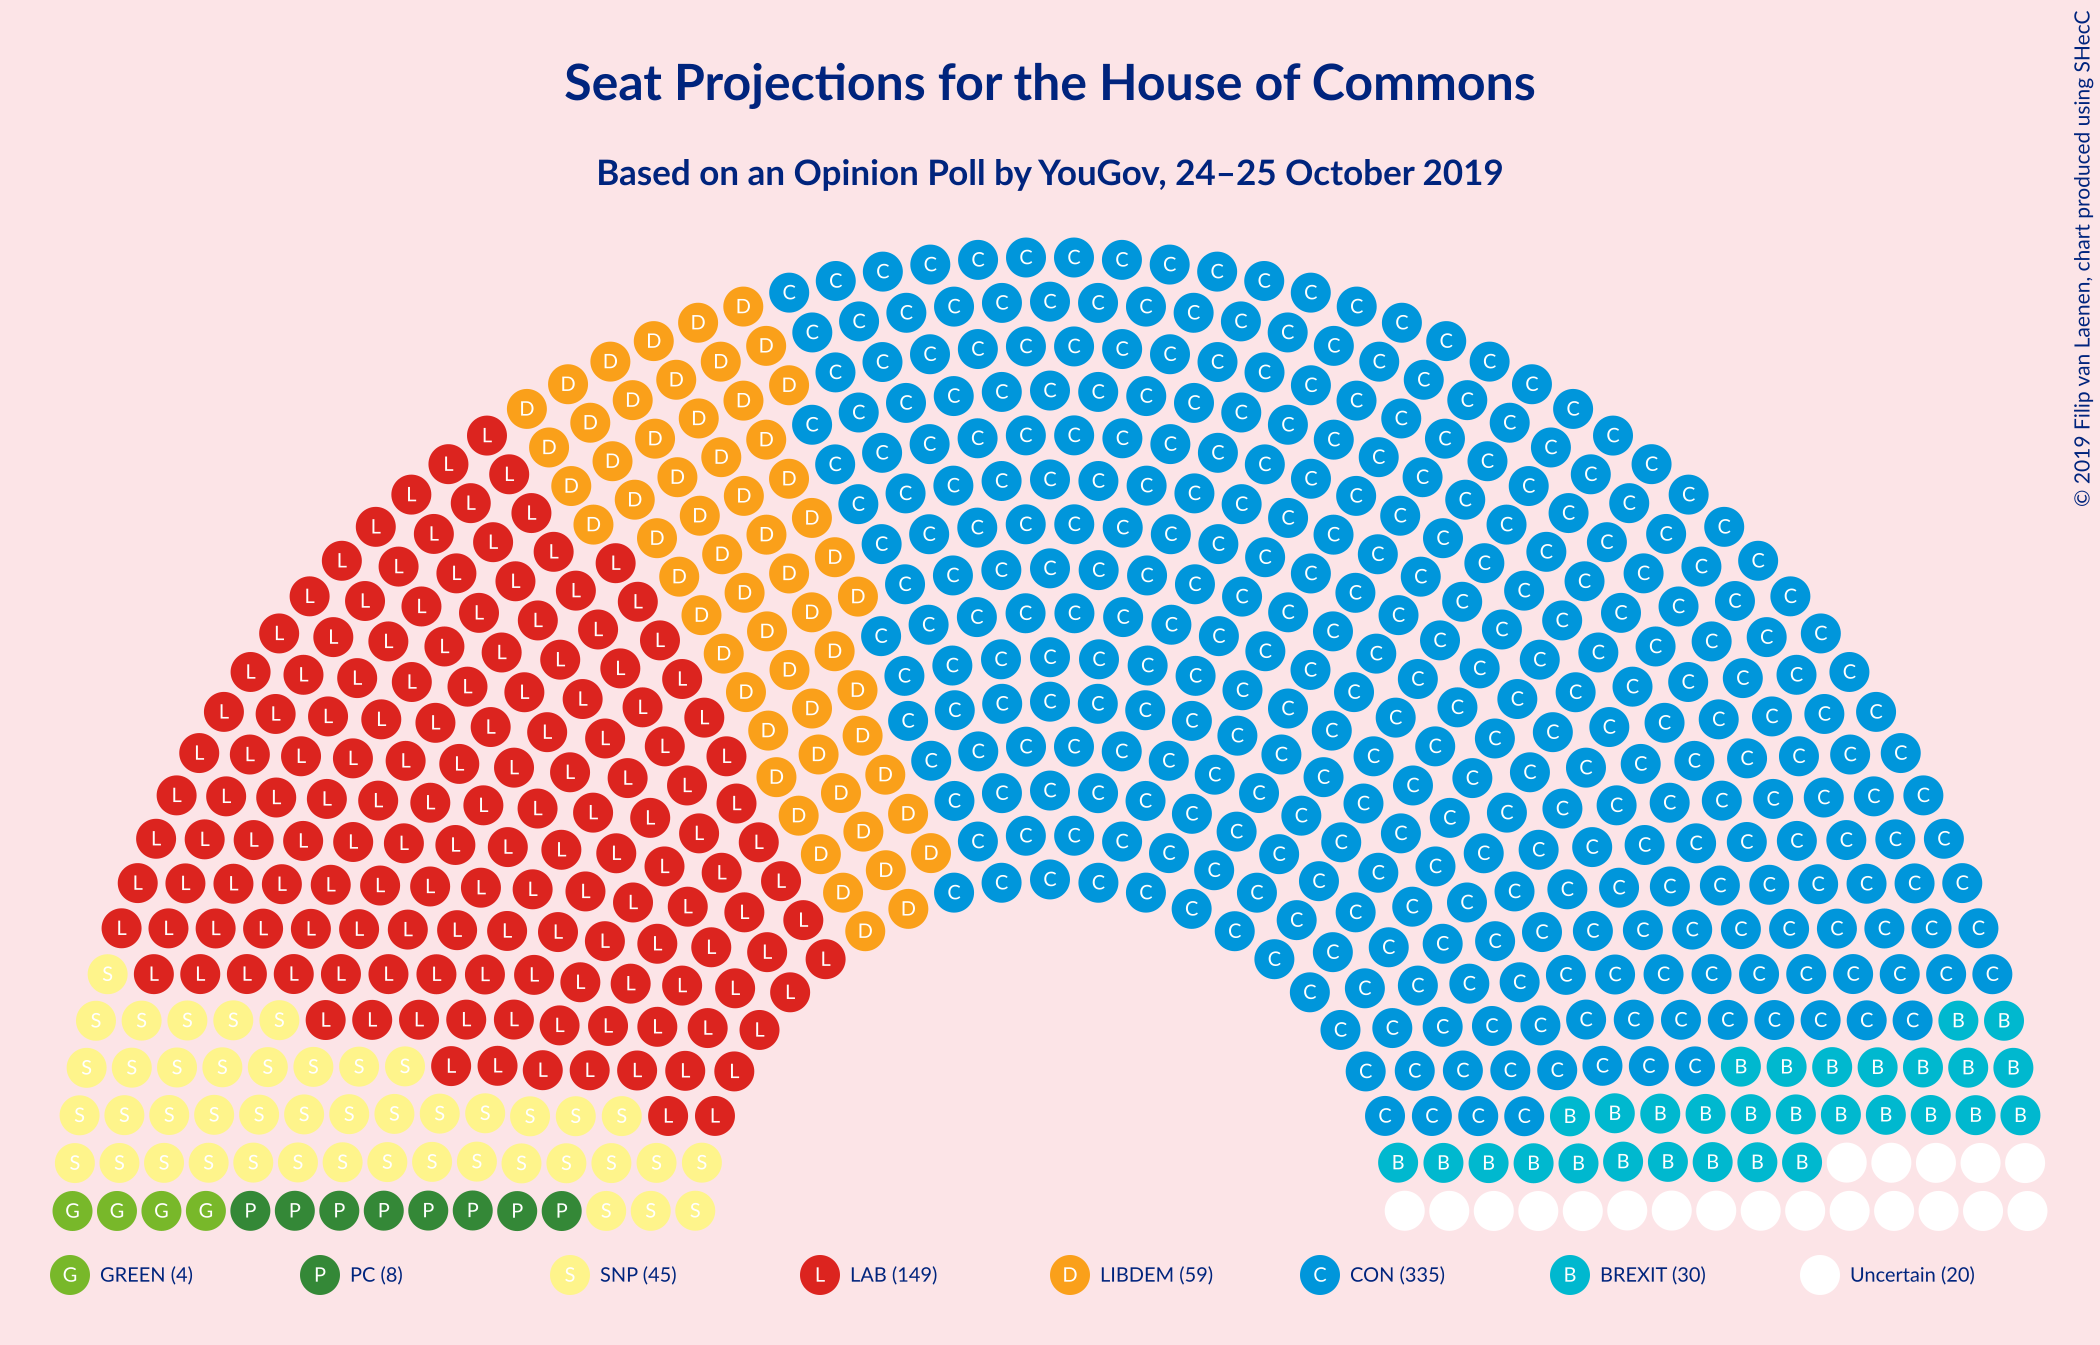 Seat Projections for the House of Commons
Based on an Opinion Poll by YouGov, 24–25 October 2019
© 2019 Filip van Laenen, chart produced using SHecC
G GREEN (4)
P PC (8)
S SNP (45)
L LAB (149)
D LIBDEM (59)
C CON (335)
B BREXIT (30)
Uncertain (20)